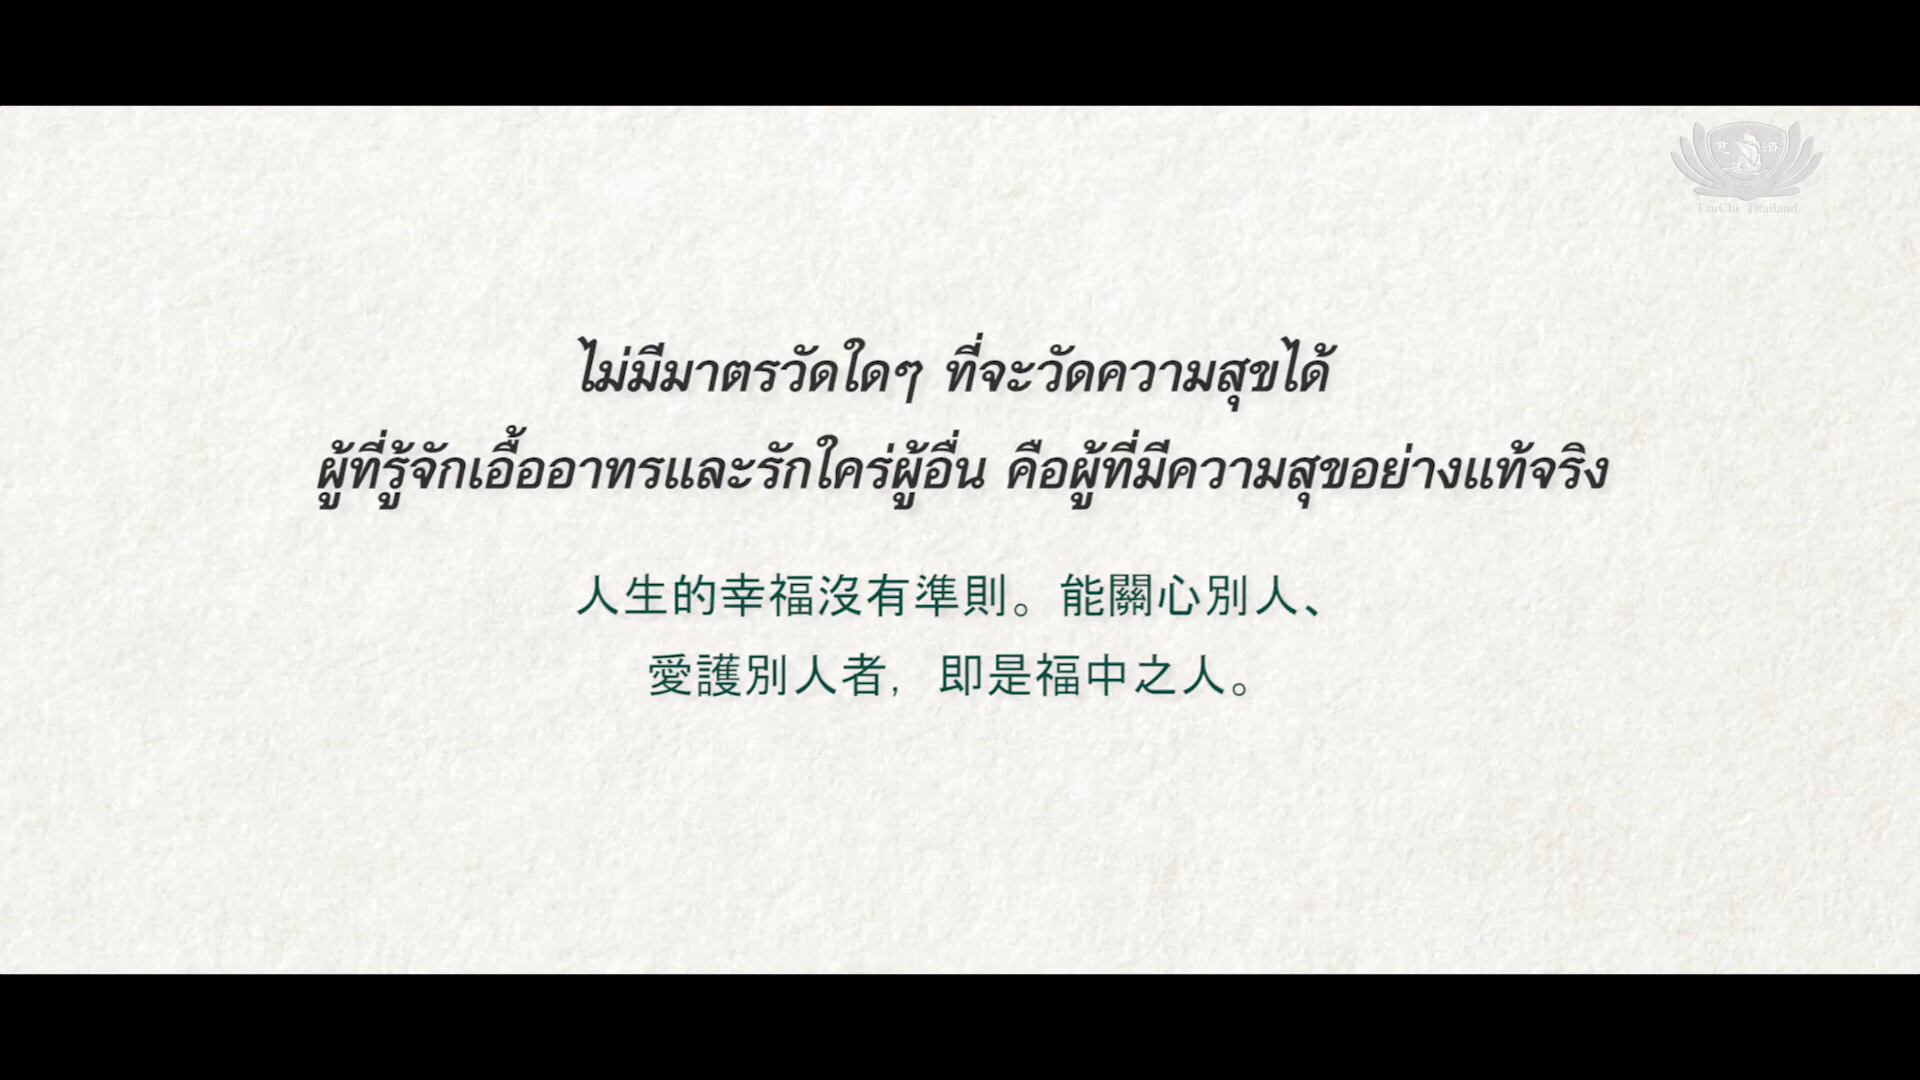 慈濟
TzuChi Thailand
ไม่มีมาตรวัดใดๆ ที่จะวัดความสุขได้
ผู้ที่รู้จักเอื้ออาทรและรักใคร่ผู้อื่น คือผู้ที่มีความสุขอย่างแท้จริง
人生的幸福沒有準則。能關心別人、
愛護別人者，即是福中之人。